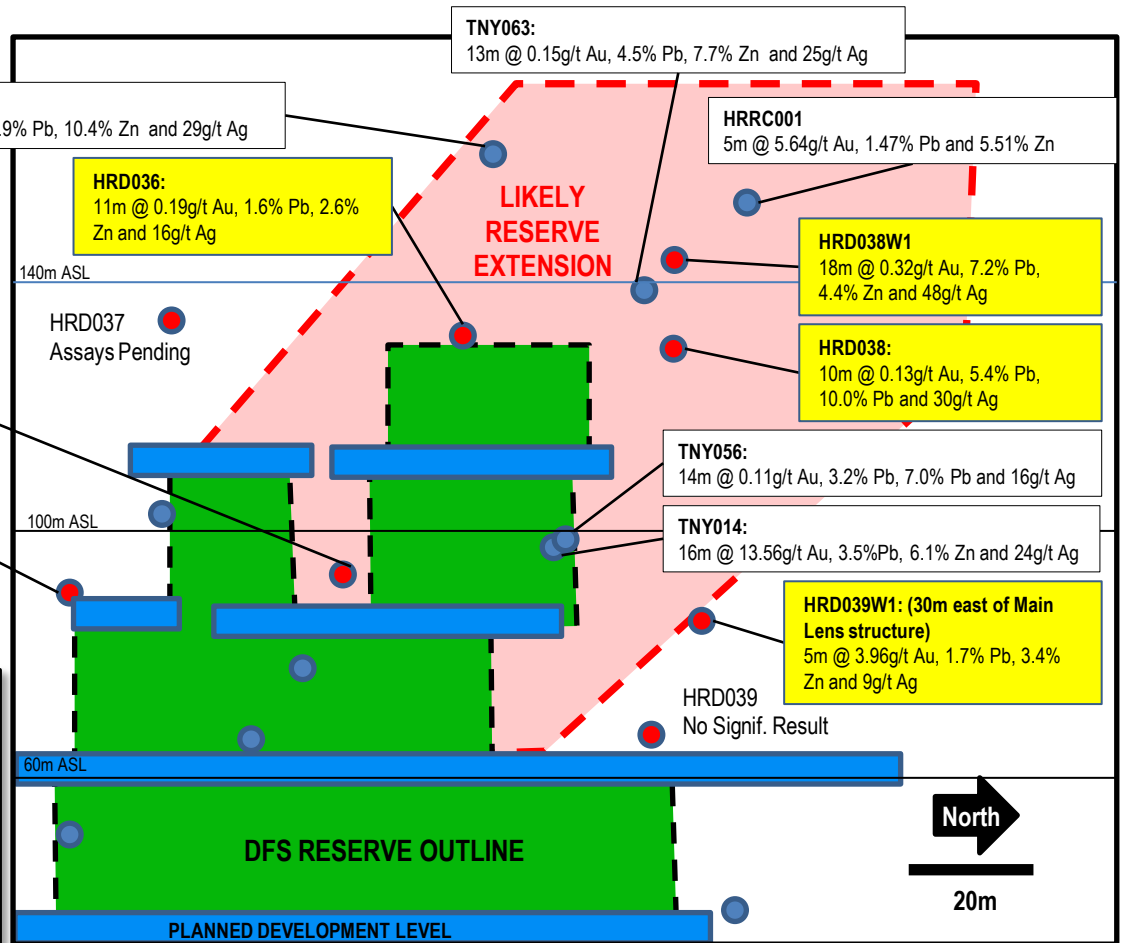 TNY063:
13m @ 0.15g/t Au, 4.5% Pb, 7.7% Zn and 25g/t Ag
.9% Pb, 10.4% Zn and 29g/t Ag
HRRC001
5m @ 5.64g/t Au, 1.47% Pb and 5.51% Zn
HRD036:
11m @ 0.19g/t Au, 1.6% Pb, 2.6%
Zn and 16g/t Ag
LIKELY
RESERVE
EXTENSION
HRD038W1
18m @ 0.32g/t Au, 7.2% Pb,
4.4% Zn and 48g/t Ag
140m ASL
HRD037
Assays Pending
HRD038:
10m @ 0.13g/t Au, 5.4% Pb,
10.0% Pb and 30g/t Ag
TNY056:
14m @ 0.11g/t Au, 3.2% Pb, 7.0% Pb and 16g/t Ag
100m ASL
TNY014:
16m @ 13.56g/t Au, 3.5%Pb, 6.1% Zn and 24g/t Ag
HRD039W1: (30m east of Main
Lens structure)
5m @ 3.96g/t Au, 1.7% Pb, 3.4%
Zn and 9g/t Ag
HRD039
No Signif. Result
60m ASL
North
DFS RESERVE OUTLINE
20m
PLANNED DEVELOPMENT LEVEL